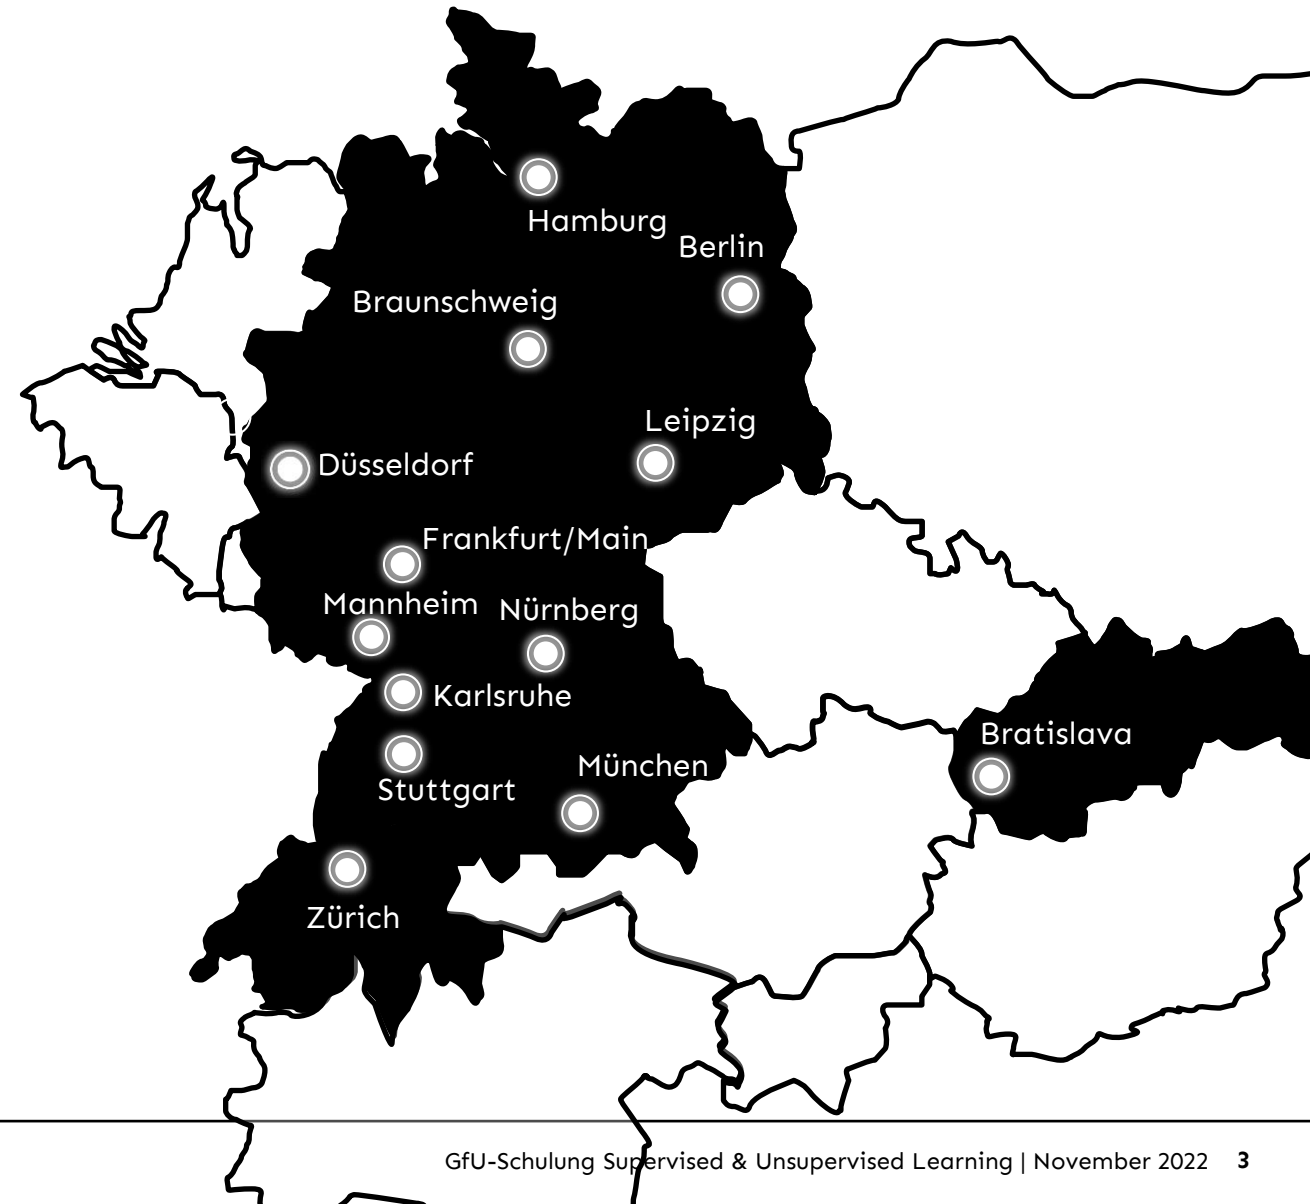 Hamburg
Berlin
Braunschweig
Leipzig
Düsseldorf
Frankfurt/Main
Mannheim
Nürnberg
Karlsruhe
Bratislava
München
Stuttgart
Zürich
GfU-Schulung Supervised & Unsupervised Learning | November 2022 3